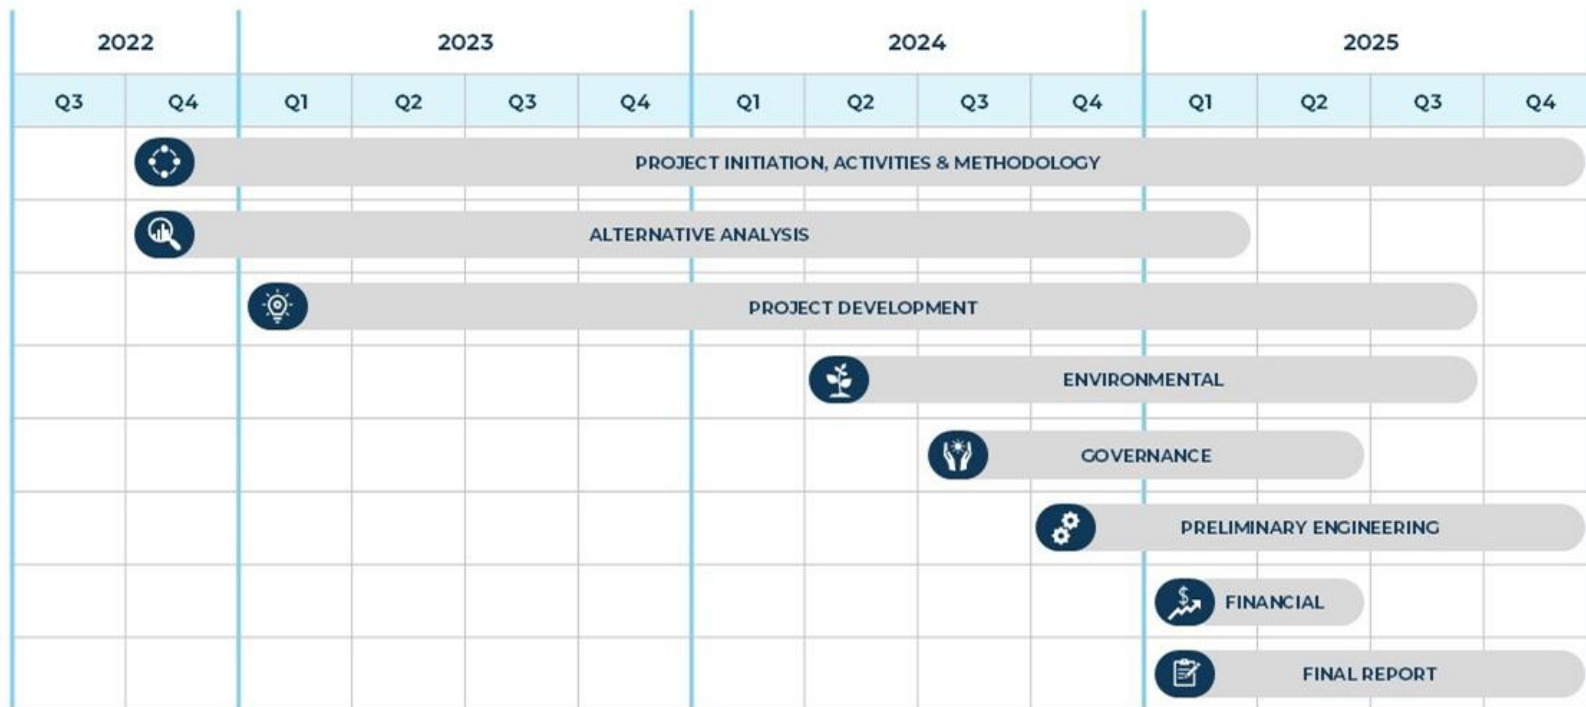 2022 2023 2024 2025
Q3 Q4 Q1 Q2 Q3 Q4 Q1 Q2 Q3 Q4 Q1 Q2 Q3 Q4
PROJECT INITIATION, ACTIVITIES & METHODOLOGY
ALTERNATIVE ANALYSIS
PROJECT DEVELOPMENT
ENVIRONMENTAL
GOVERNANCE
PRELIMINARY ENGINEERING
$ FINANCIAL
FINAL REPORT